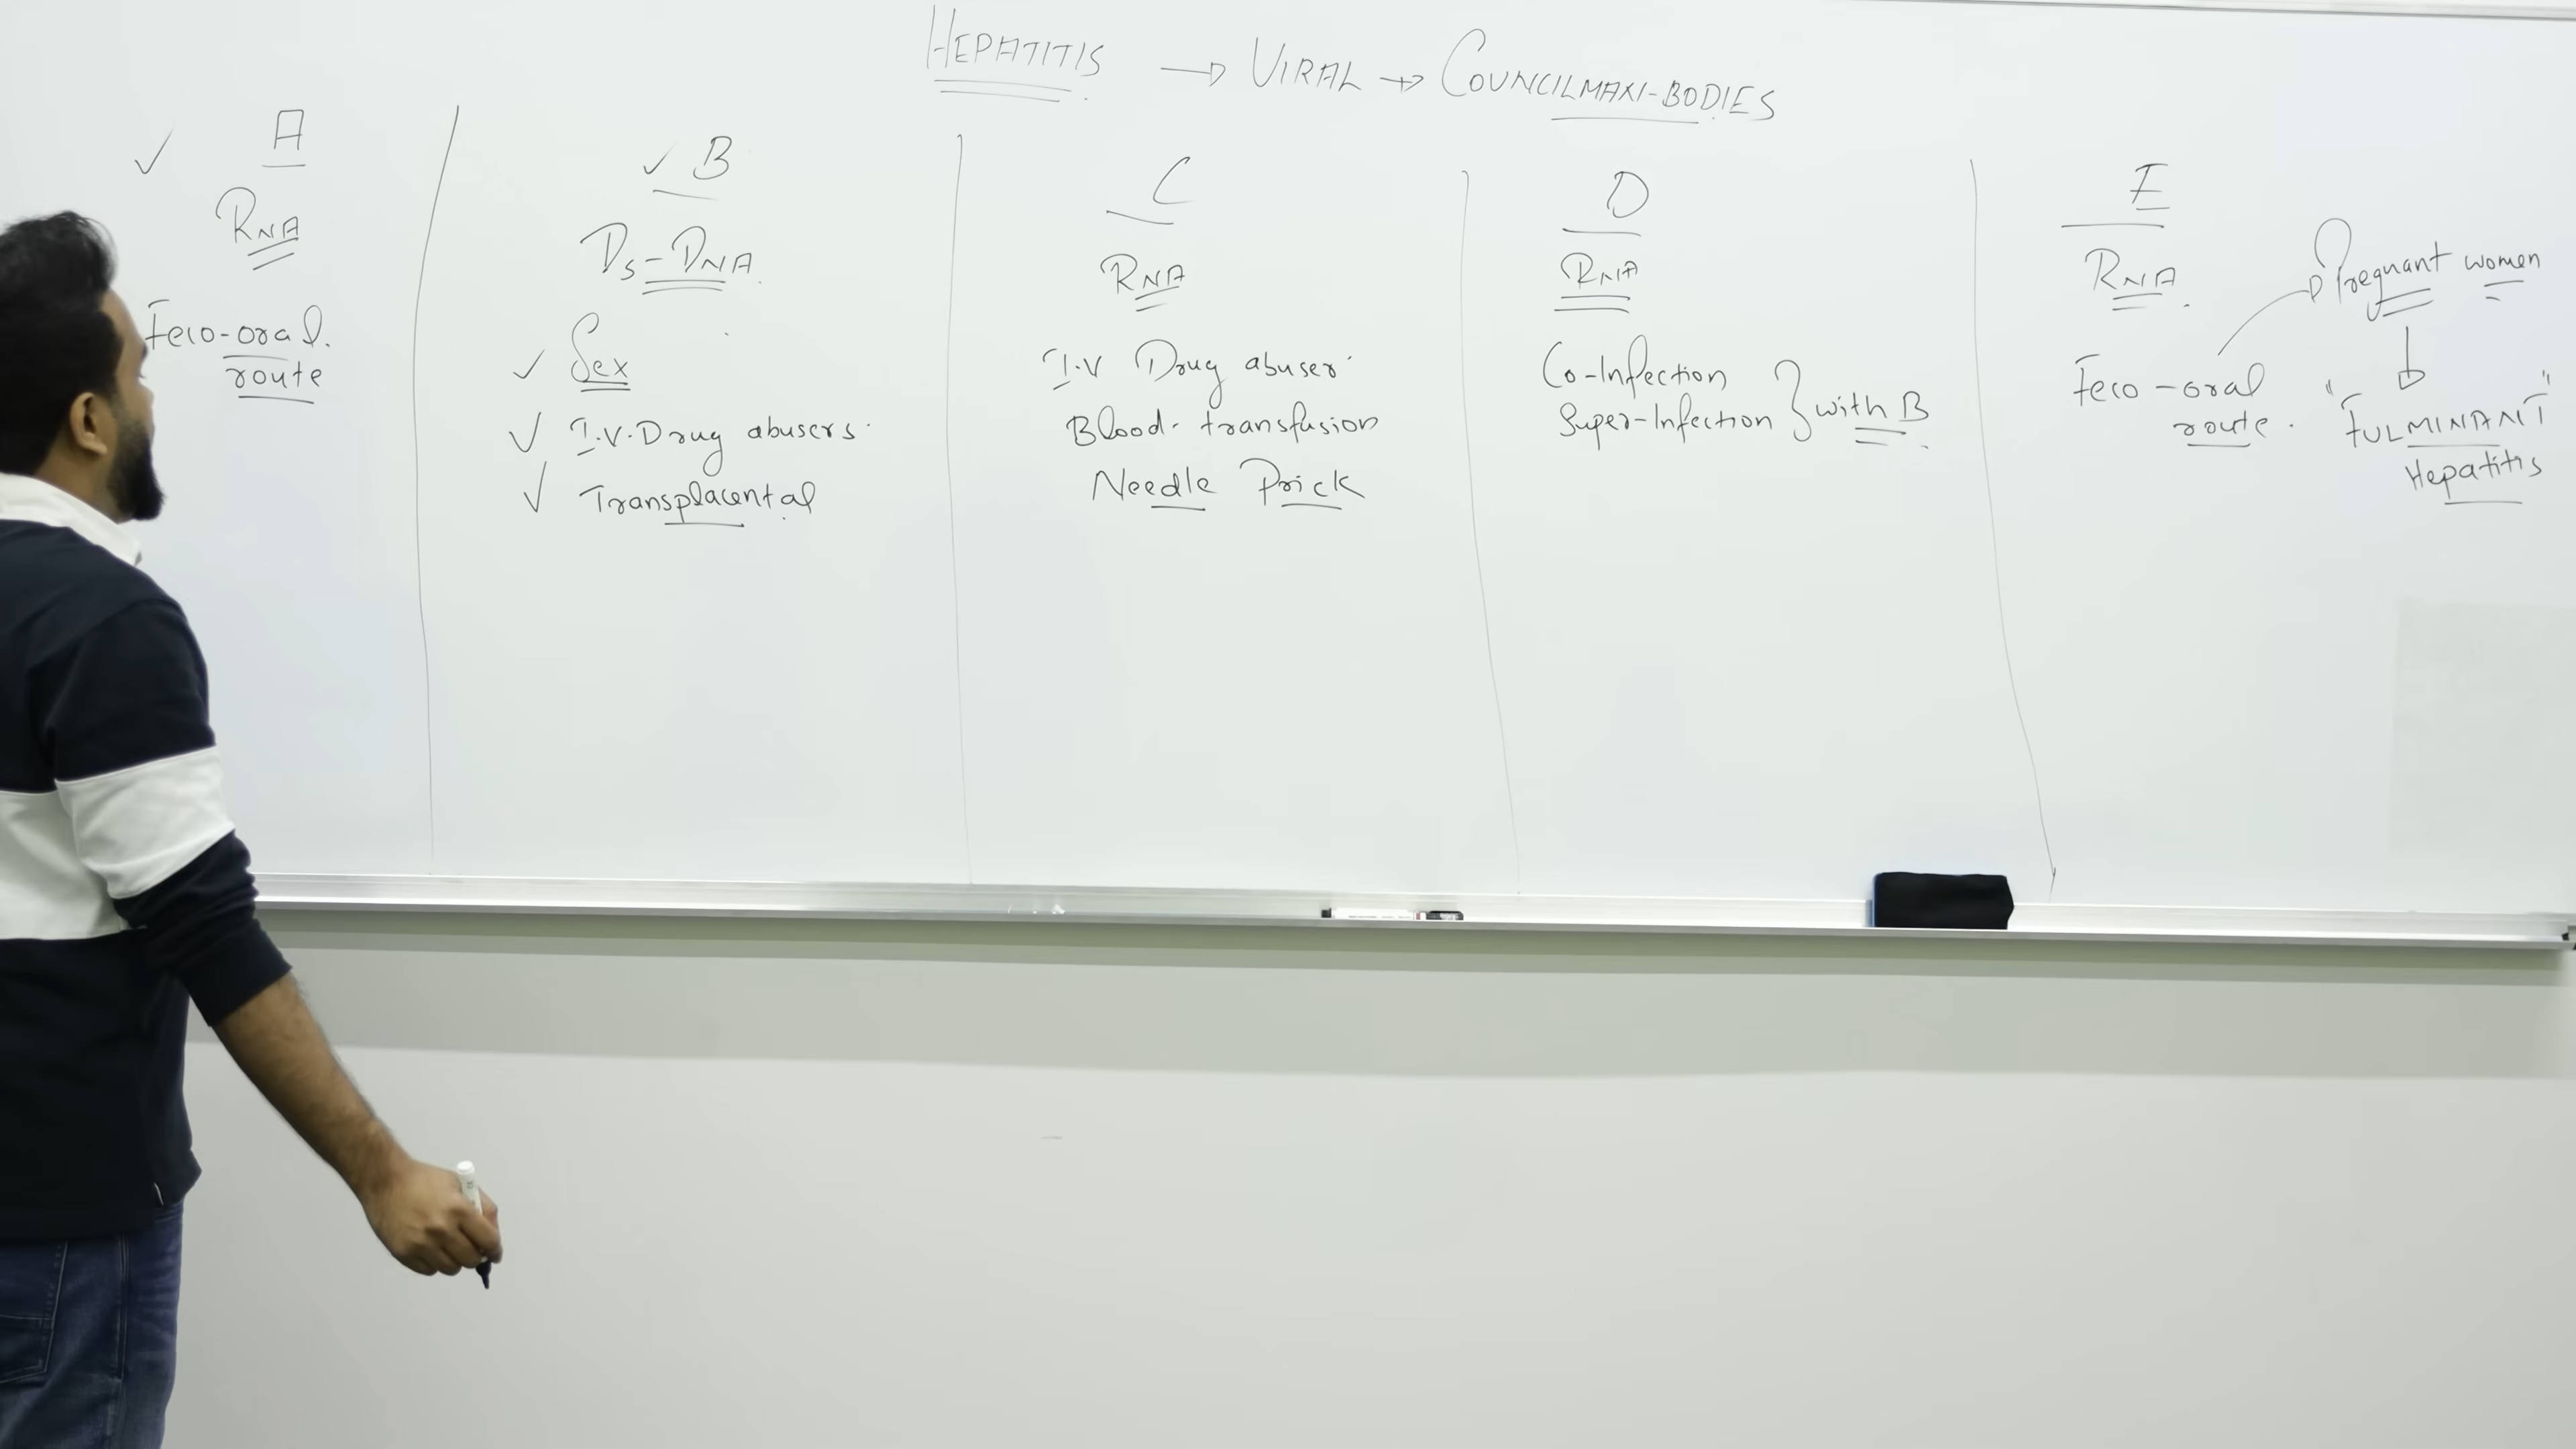 HEPATITIS → VIRAL → COUNCILMANI-BODIES
✓ A
RNA
Feco-oral.
route
✓ B
Ds-DNA.
✓ Sex
✓ I.V. Drug abusers.
✓ Transplacental
C
RNA
I.V Drug abuser
Blood. transfusion
Needle Prick
D
RNA
Co-Infection
Super-Infection } with B
E
RNA.
Feco-oral
route.
→ Pregnant women
↓
"FULMINANT"
Hepatitis